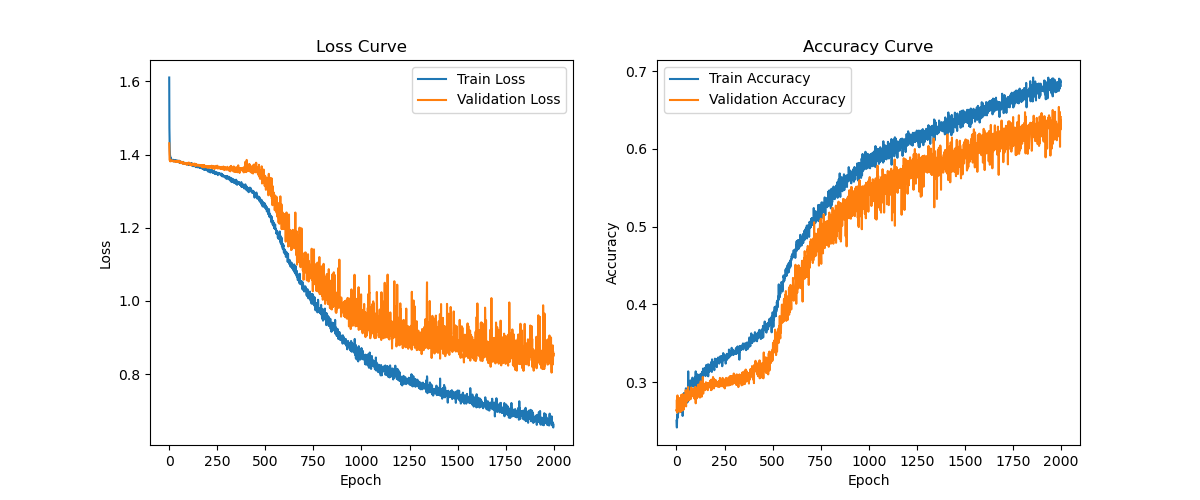 Loss Curve
1.6
1.4
1.2
1.0
0.8
Loss
0 250 500 750 1000 1250 1500 1750 2000
Epoch
Train Loss
Validation Loss
Accuracy Curve
0.7
0.6
0.5
0.4
0.3
Accuracy
0 250 500 750 1000 1250 1500 1750 2000
Epoch
Train Accuracy
Validation Accuracy